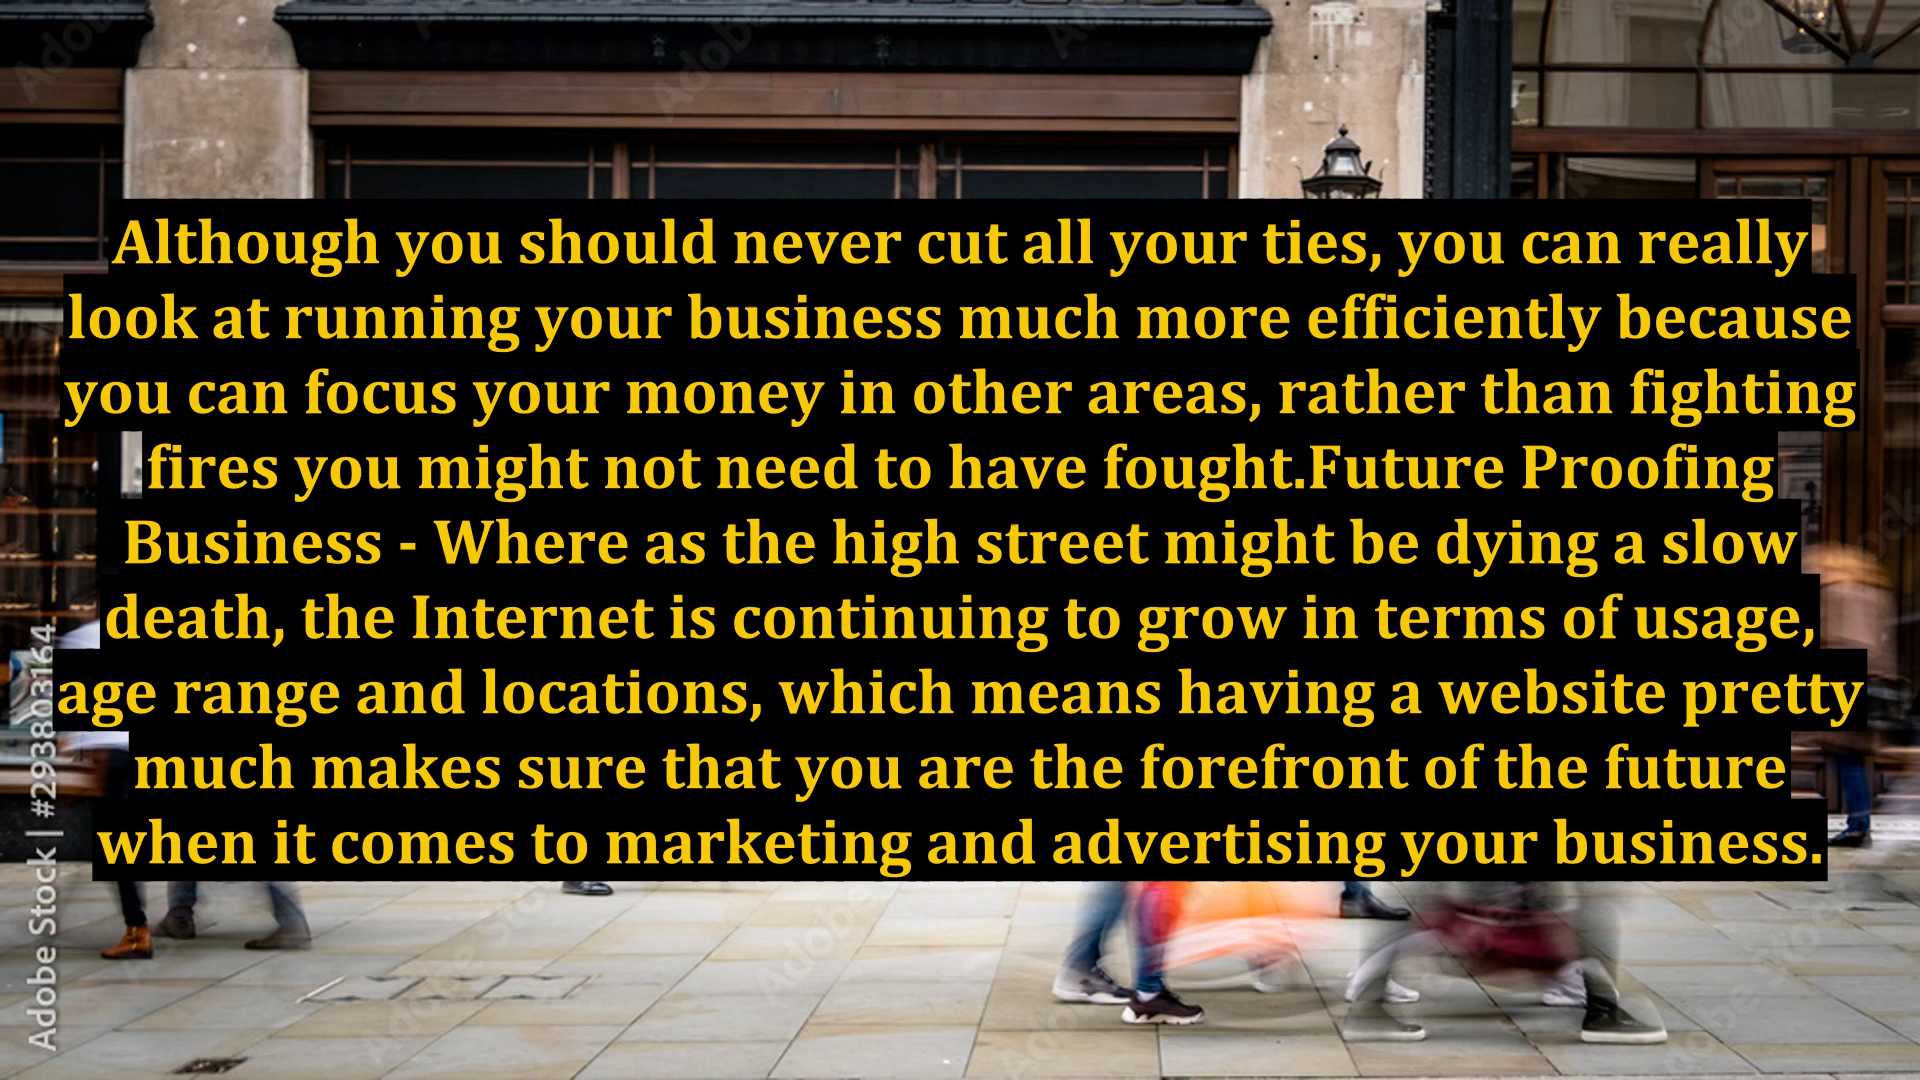 Although you should never cut all your ties, you can really
look at running your business much more efficiently because
you can focus your money in other areas, rather than fighting
fires you might not need to have fought.Future Proofing
Business - Where as the high street might be dying a slow
death, the Internet is continuing to grow in terms of usage,
age range and locations, which means having a website pretty
much makes sure that you are the forefront of the future
when it comes to marketing and advertising your business.
Adobe Stock | #293803164